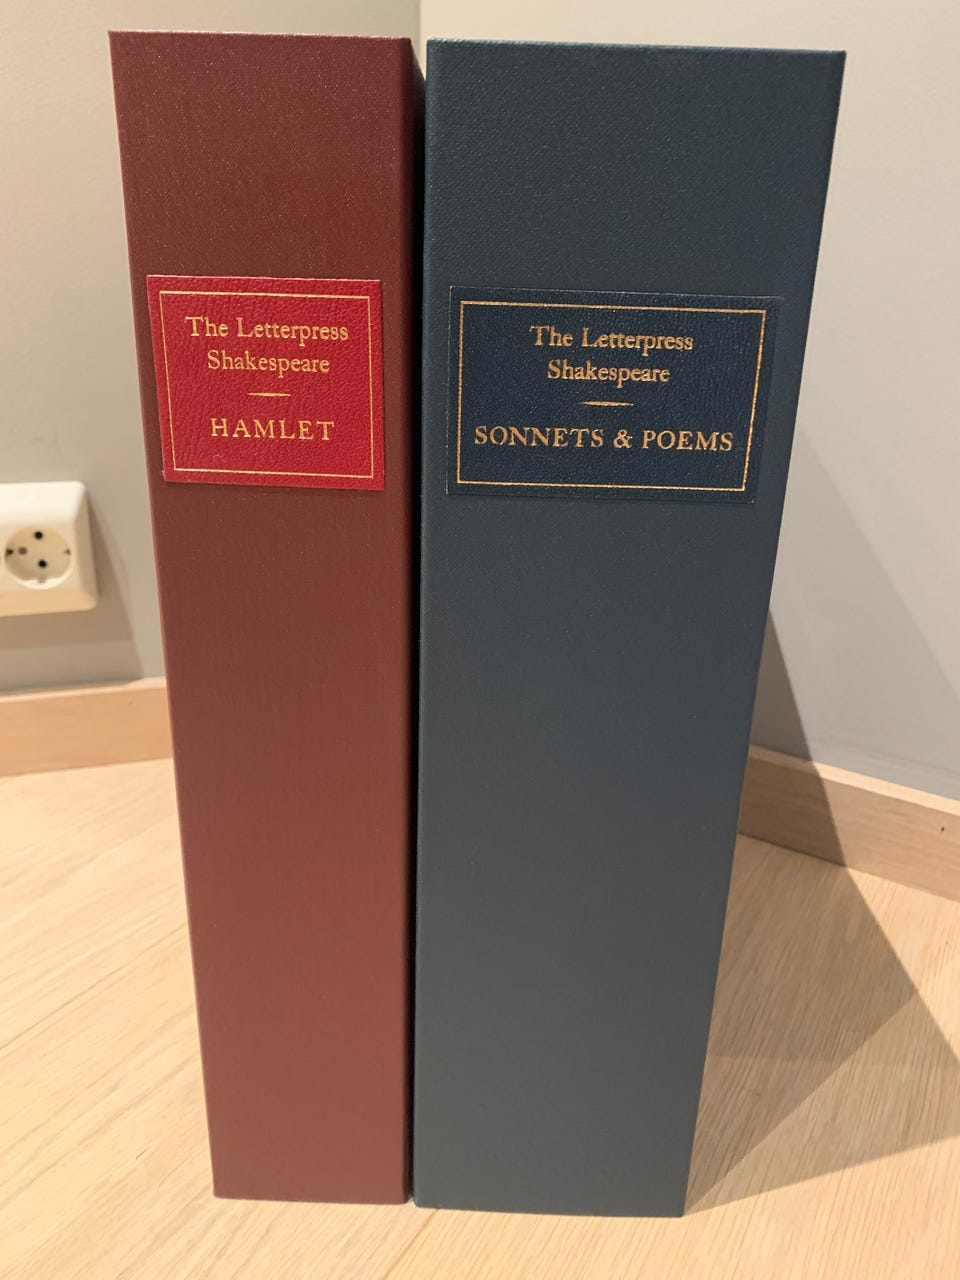 The Letterpress
Shakespeare
HAMLET
The Letterpress
Shakespeare
SONNETS & POEMS